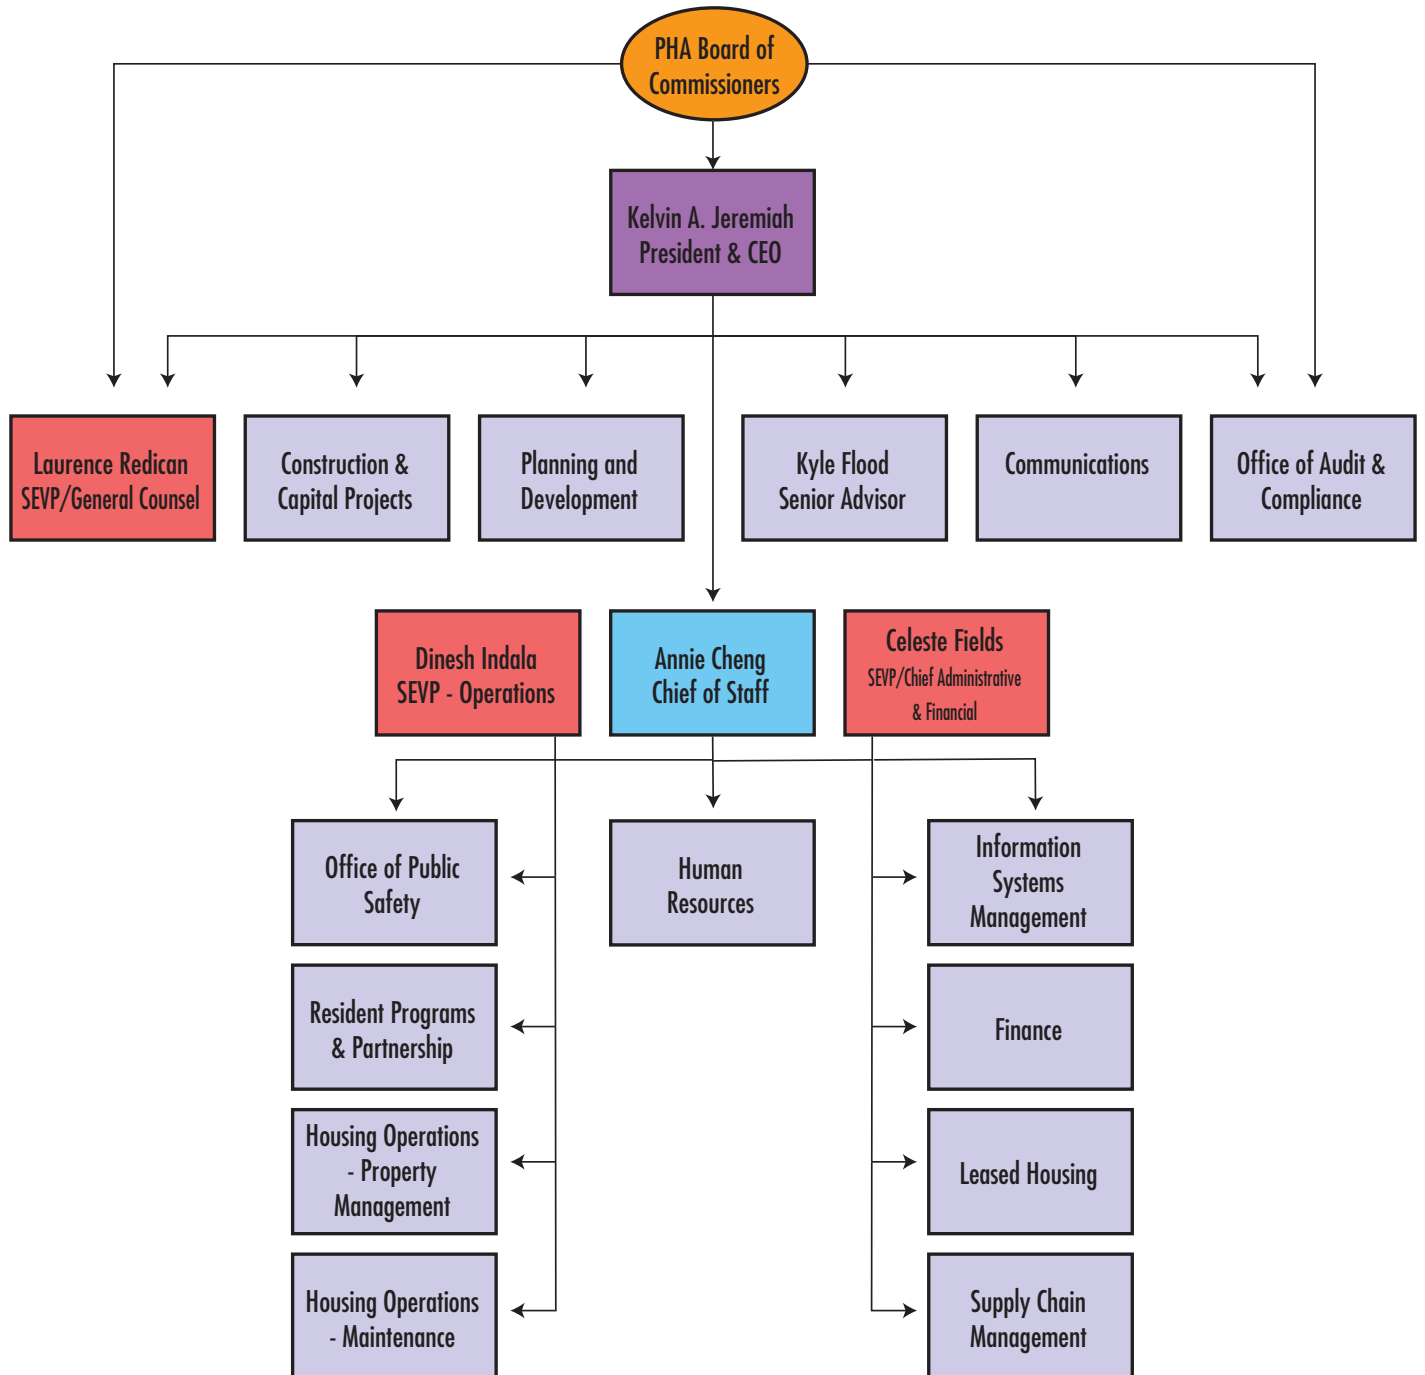 PHA Board of
Commissioners
Kelvin A. Jeremiah
President & CEO
Laurence Redican
SEVP/General Counsel
Construction &
Capital Projects
Planning and
Development
Kyle Flood
Senior Advisor
Communications
Office of Audit &
Compliance
Dinesh Indala
SEVP - Operations
Annie Cheng
Chief of Staff
Celeste Fields
SEVP/Chief Administrative
& Financial
Office of Public
Safety
Human
Resources
Information
Systems
Management
Resident Programs
& Partnership
Finance
Housing Operations
- Property
Management
Leased Housing
Housing Operations
- Maintenance
Supply Chain
Management